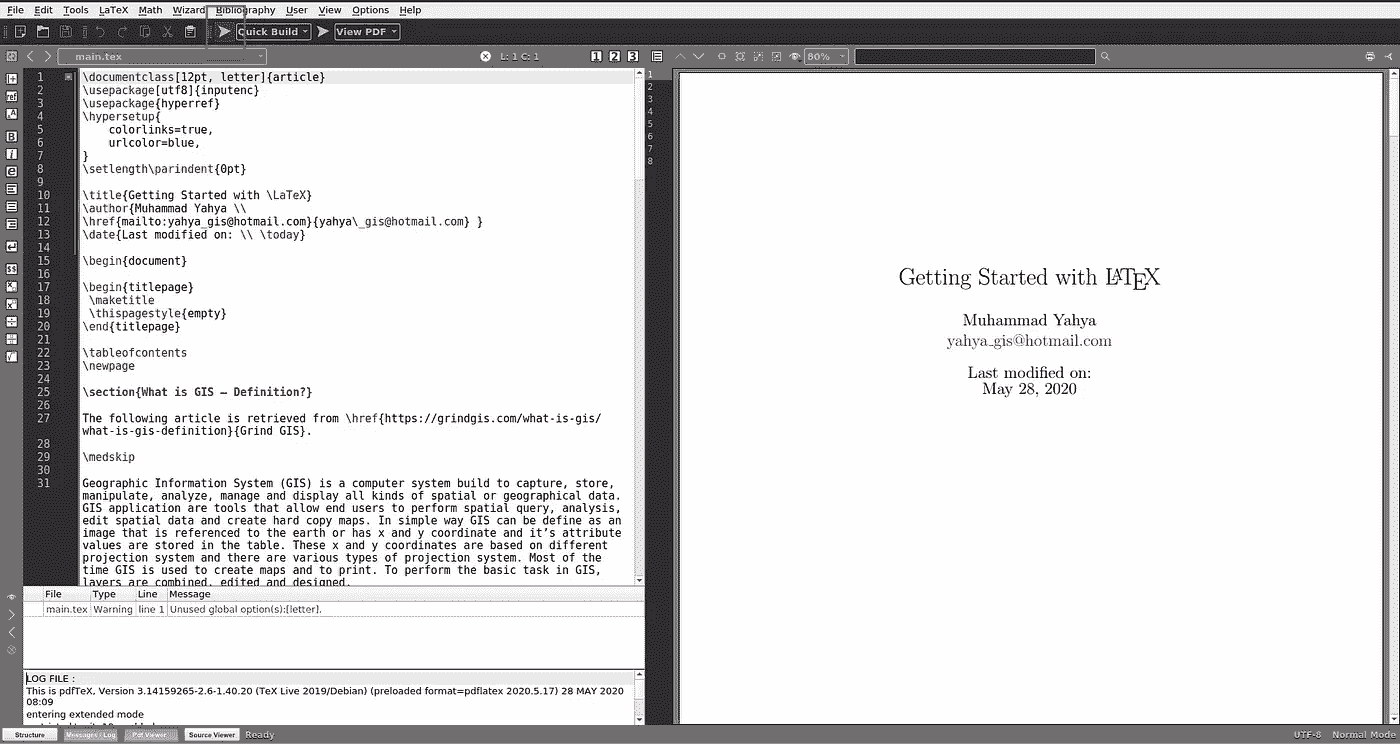 File Edit Tools LaTeX Math Wizard Bibliography User View Options Help
Quick Build View PDF
main.tex L: 1 C: 1 1 2 3 80%
1 \documentclass[12pt, letter]{article}
2 \usepackage[utf8]{inputenc}
3 \usepackage{hyperref}
4 \hypersetup{
5 colorlinks=true,
6 urlcolor=blue,
7 }
8 \setlength\parindent{0pt}
9
10 \title{Getting Started with \LaTeX}
11 \author{Muhammad Yahya \\
12 \href{mailto:yahya_gis@hotmail.com}{yahya\_gis@hotmail.com} }
13 \date{Last modified on: \\ \today}
14
15 \begin{document}
16
17 \begin{titlepage}
18 \maketitle
19 \thispagestyle{empty}
20 \end{titlepage}
21
22 \tableofcontents
23 \newpage
24
25 \section{What is GIS – Definition?}
26
27 The following article is retrieved from \href{https://grindgis.com/what-is-gis/
what-is-gis-definition}{Grind GIS}.
28
29 \medskip
30
31 Geographic Information System (GIS) is a computer system build to capture, store,
manipulate, analyze, manage and display all kinds of spatial or geographical data.
GIS application are tools that allow end users to perform spatial query, analysis,
edit spatial data and create hard copy maps. In simple way GIS can be define as an
image that is referenced to the earth or has x and y coordinate and it’s attribute
values are stored in the table. These x and y coordinates are based on different
projection system and there are various types of projection system. Most of the
time GIS is used to create maps and to print. To perform the basic task in GIS,
layers are combined, edited and designed.
File Type Line Message
main.tex Warning line 1 Unused global option(s):[letter].
LOG FILE :
This is pdfTeX, Version 3.14159265-2.6-1.40.20 (TeX Live 2019/Debian) (preloaded format=pdflatex 2020.5.17) 28 MAY 2020
08:09
entering extended mode
1
2
3
4
5
6
7
8
Getting Started with LATEX
Muhammad Yahya
yahya_gis@hotmail.com
Last modified on:
May 28, 2020
Structure Messages / Log Pdf Viewer Source Viewer Ready UTF-8 Normal Mode